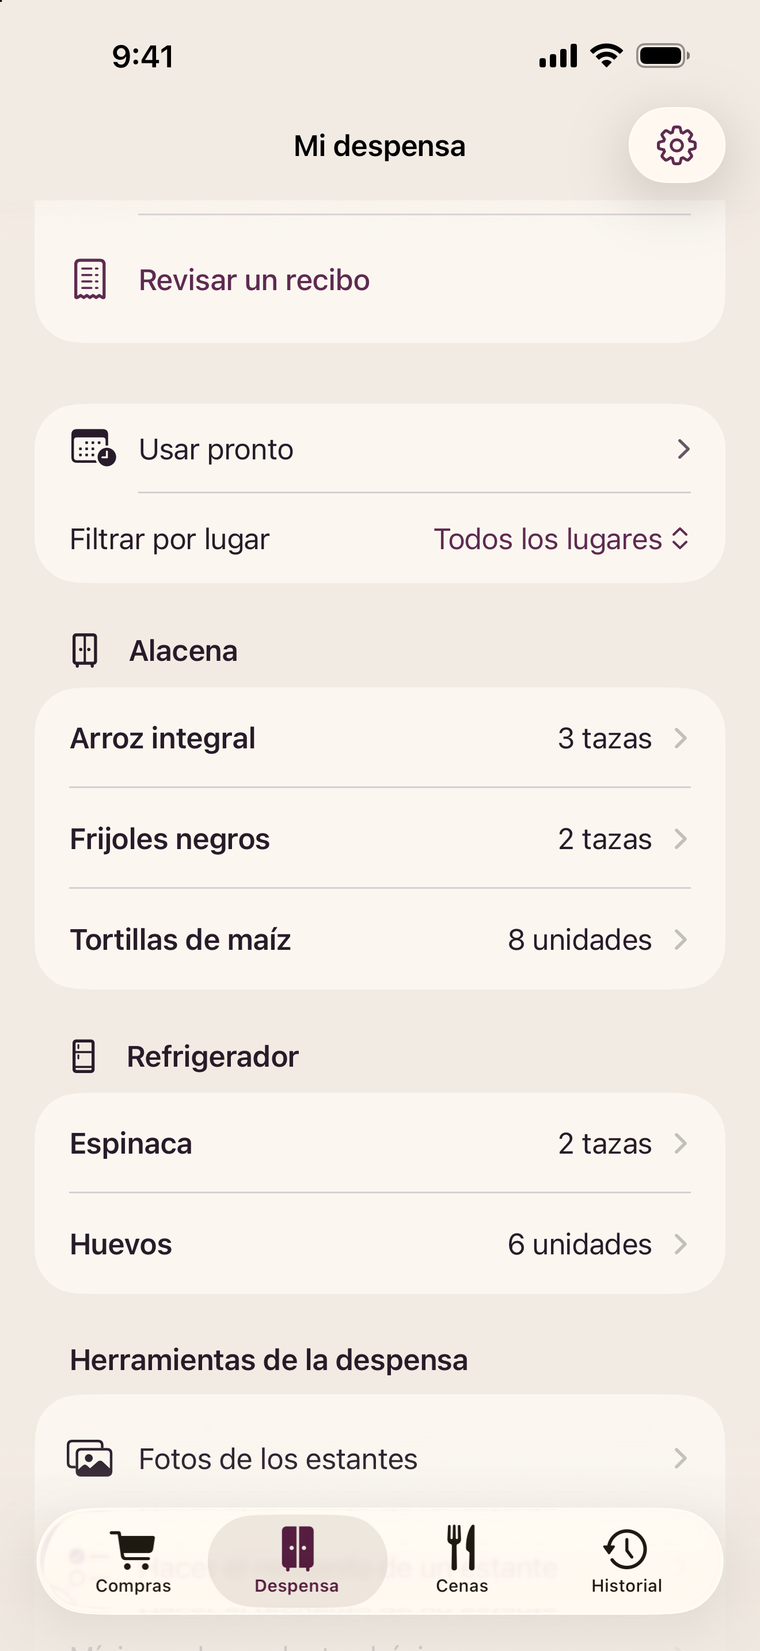 9:41
Mi despensa
Revisar un recibo
Usar pronto
Filtrar por lugar Todos los lugares
Alacena
Arroz integral 3 tazas
Frijoles negros 2 tazas
Tortillas de maíz 8 unidades
Refrigerador
Espinaca 2 tazas
Huevos 6 unidades
Herramientas de la despensa
Fotos de los estantes
Compras Despensa Cenas Historial